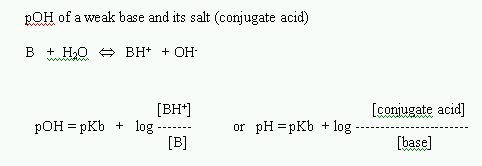 pOH of a weak base and its salt (conjugate acid)
B + H₂O ⇔ BH⁺ + OH⁻
[BH⁺] [conjugate acid]
pOH = pKb + log ------- or pH = pKb + log -----------------------
[B] [base]